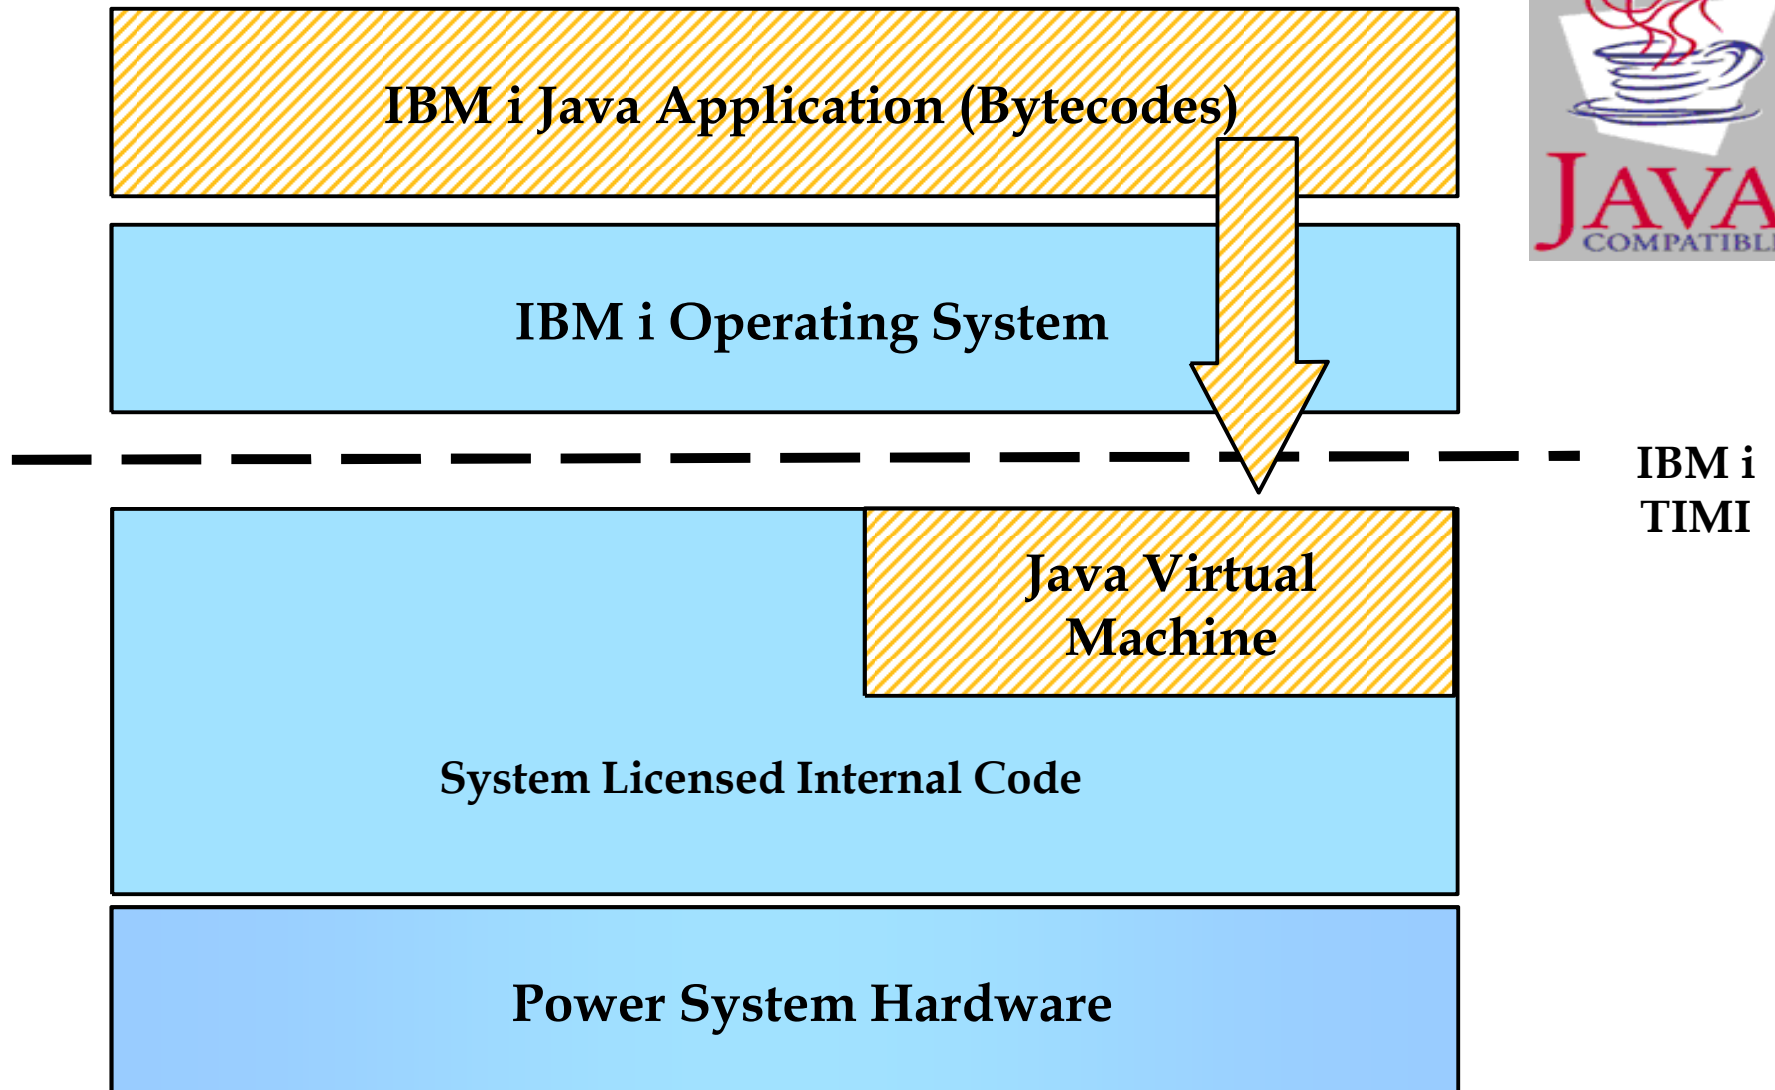 IBM i Java Application (Bytecodes)
JAVA
COMPATIBLE
IBM i Operating System
IBM i
TIMI
Java Virtual
Machine
System Licensed Internal Code
Power System Hardware